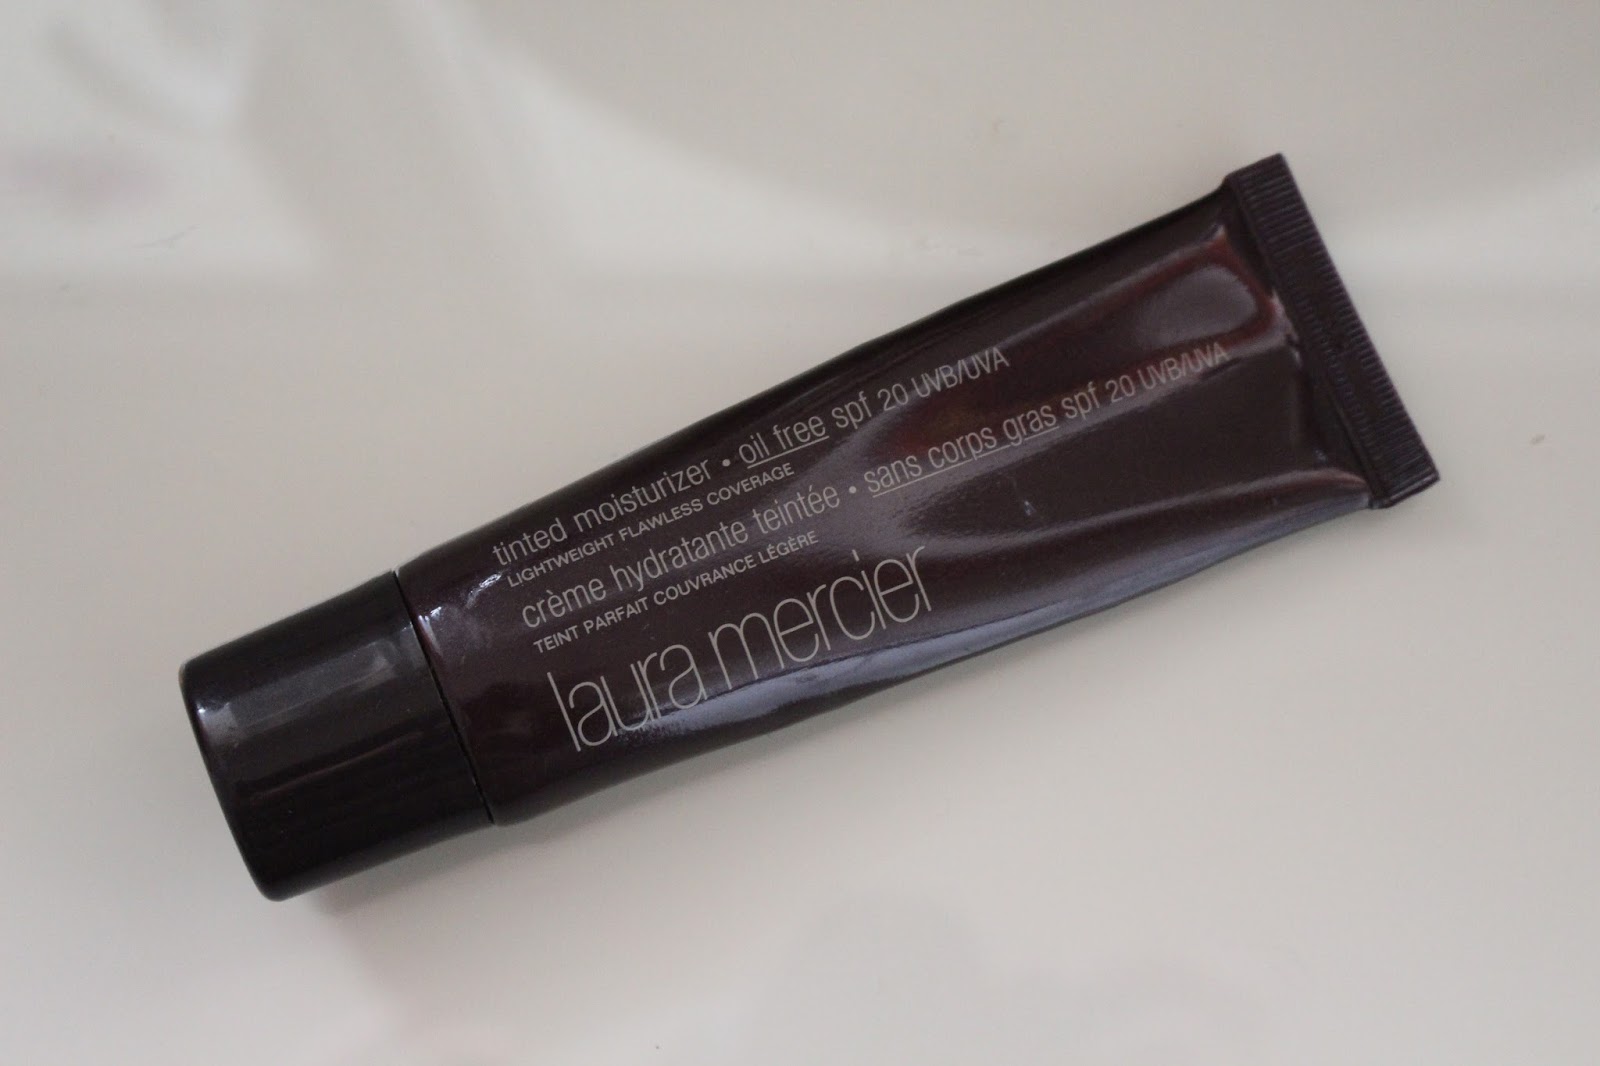 tinted moisturizer • oil free spf 20 UVB/UVA
LIGHTWEIGHT FLAWLESS COVERAGE
crème hydratante teintée • sans corps gras spf 20 UVB/UVA
TEINT PARFAIT COUVRANCE LÉGÈRE
laura mercier